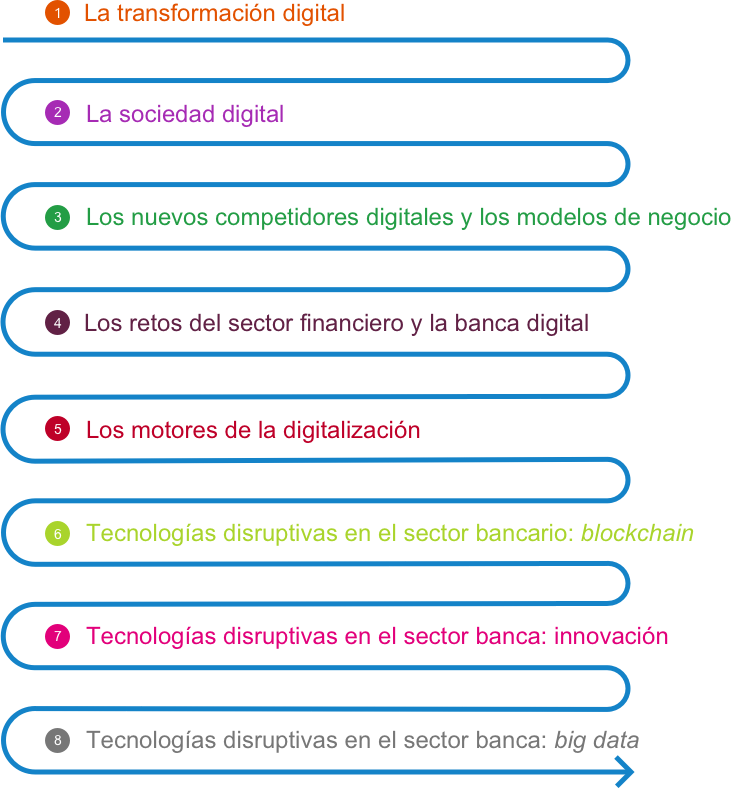 1 La transformación digital
2 La sociedad digital
3 Los nuevos competidores digitales y los modelos de negocio
4 Los retos del sector financiero y la banca digital
5 Los motores de la digitalización
6 Tecnologías disruptivas en el sector bancario: blockchain
7 Tecnologías disruptivas en el sector banca: innovación
8 Tecnologías disruptivas en el sector banca: big data